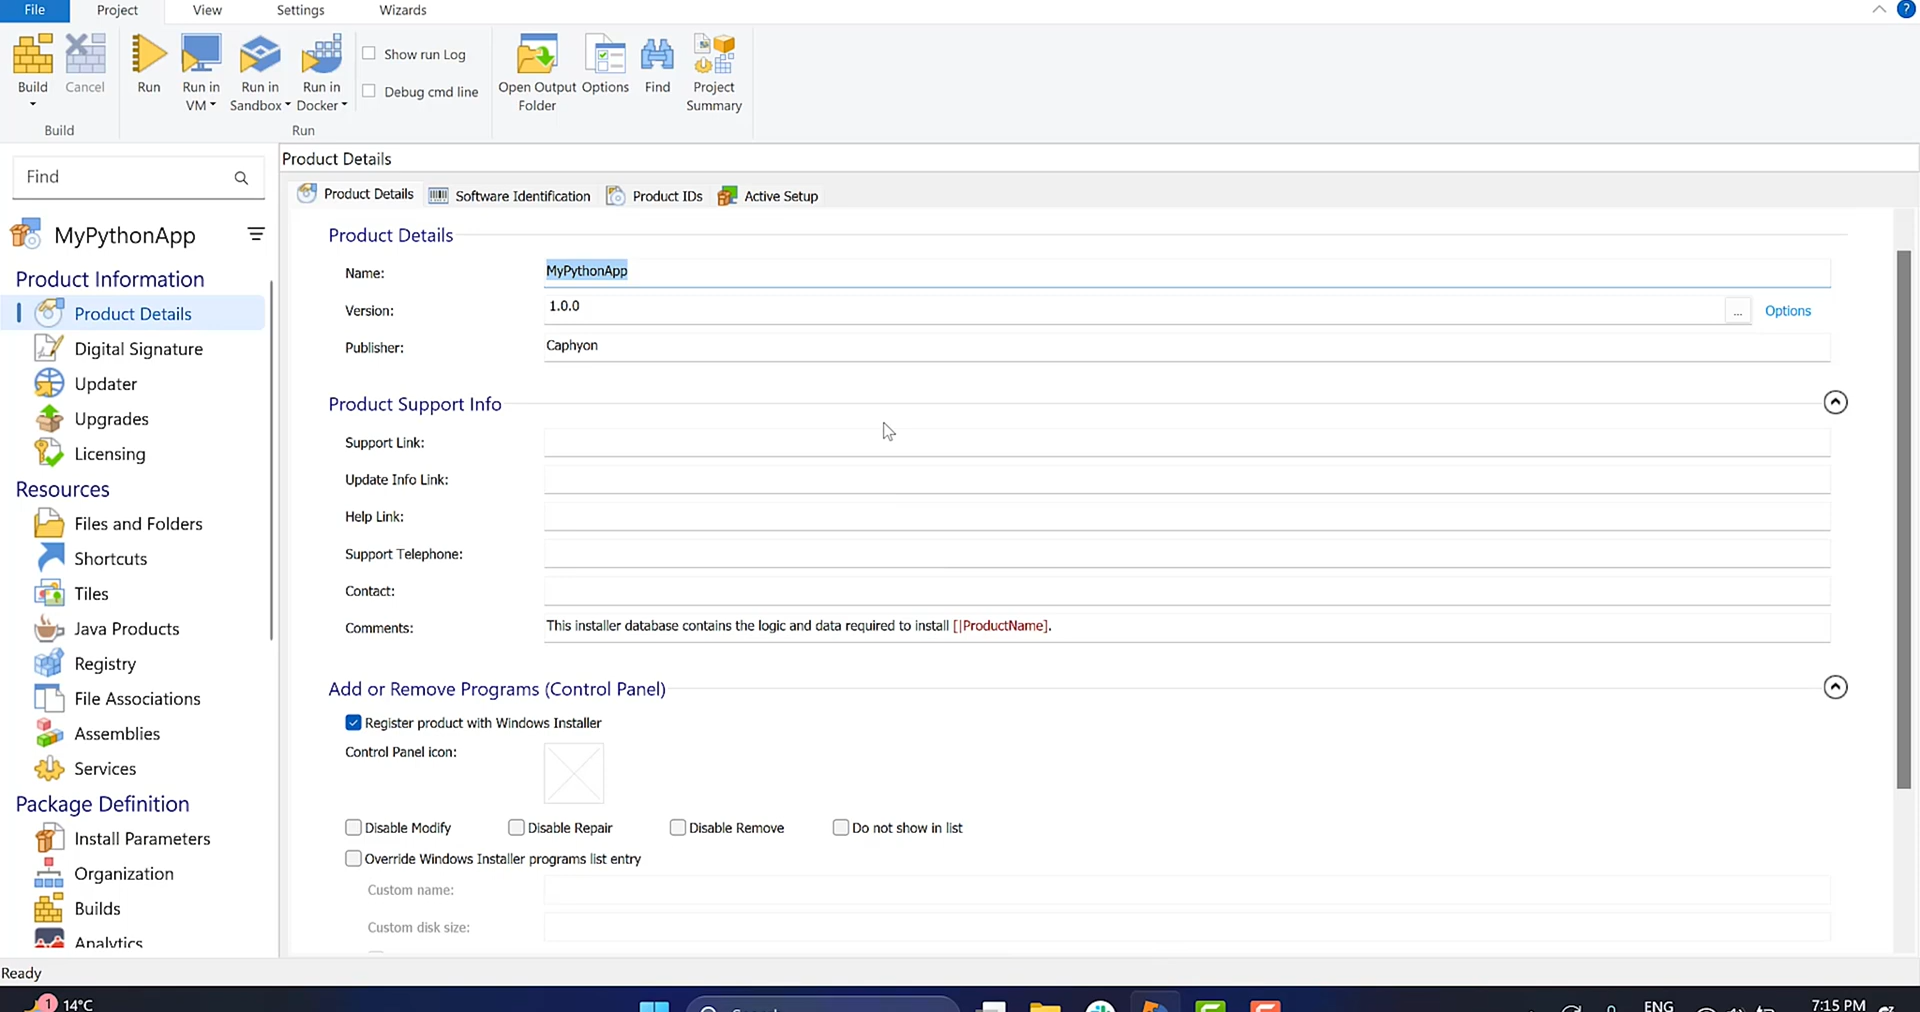 File Project View Settings Wizards
Build Cancel Run Run in VM Run in Sandbox Run in Docker Show run Log Debug cmd line Open Output Folder Options Find Project Summary
Build Run
Find
MyPythonApp
Product Information
Product Details
Digital Signature
Updater
Upgrades
Licensing
Resources
Files and Folders
Shortcuts
Tiles
Java Products
Registry
File Associations
Assemblies
Services
Package Definition
Install Parameters
Organization
Builds
Analytics
Product Details
Product Details Software Identification Product IDs Active Setup
Product Details
Name: MyPythonApp
Version: 1.0.0 ... Options
Publisher: Caphyon
Product Support Info
Support Link:
Update Info Link:
Help Link:
Support Telephone:
Contact:
Comments: This installer database contains the logic and data required to install [|ProductName].
Add or Remove Programs (Control Panel)
Register product with Windows Installer
Control Panel icon:
Disable Modify Disable Repair Disable Remove Do not show in list
Override Windows Installer programs list entry
Custom name:
Custom disk size:
Ready
1 14°C ENG 7:15 PM